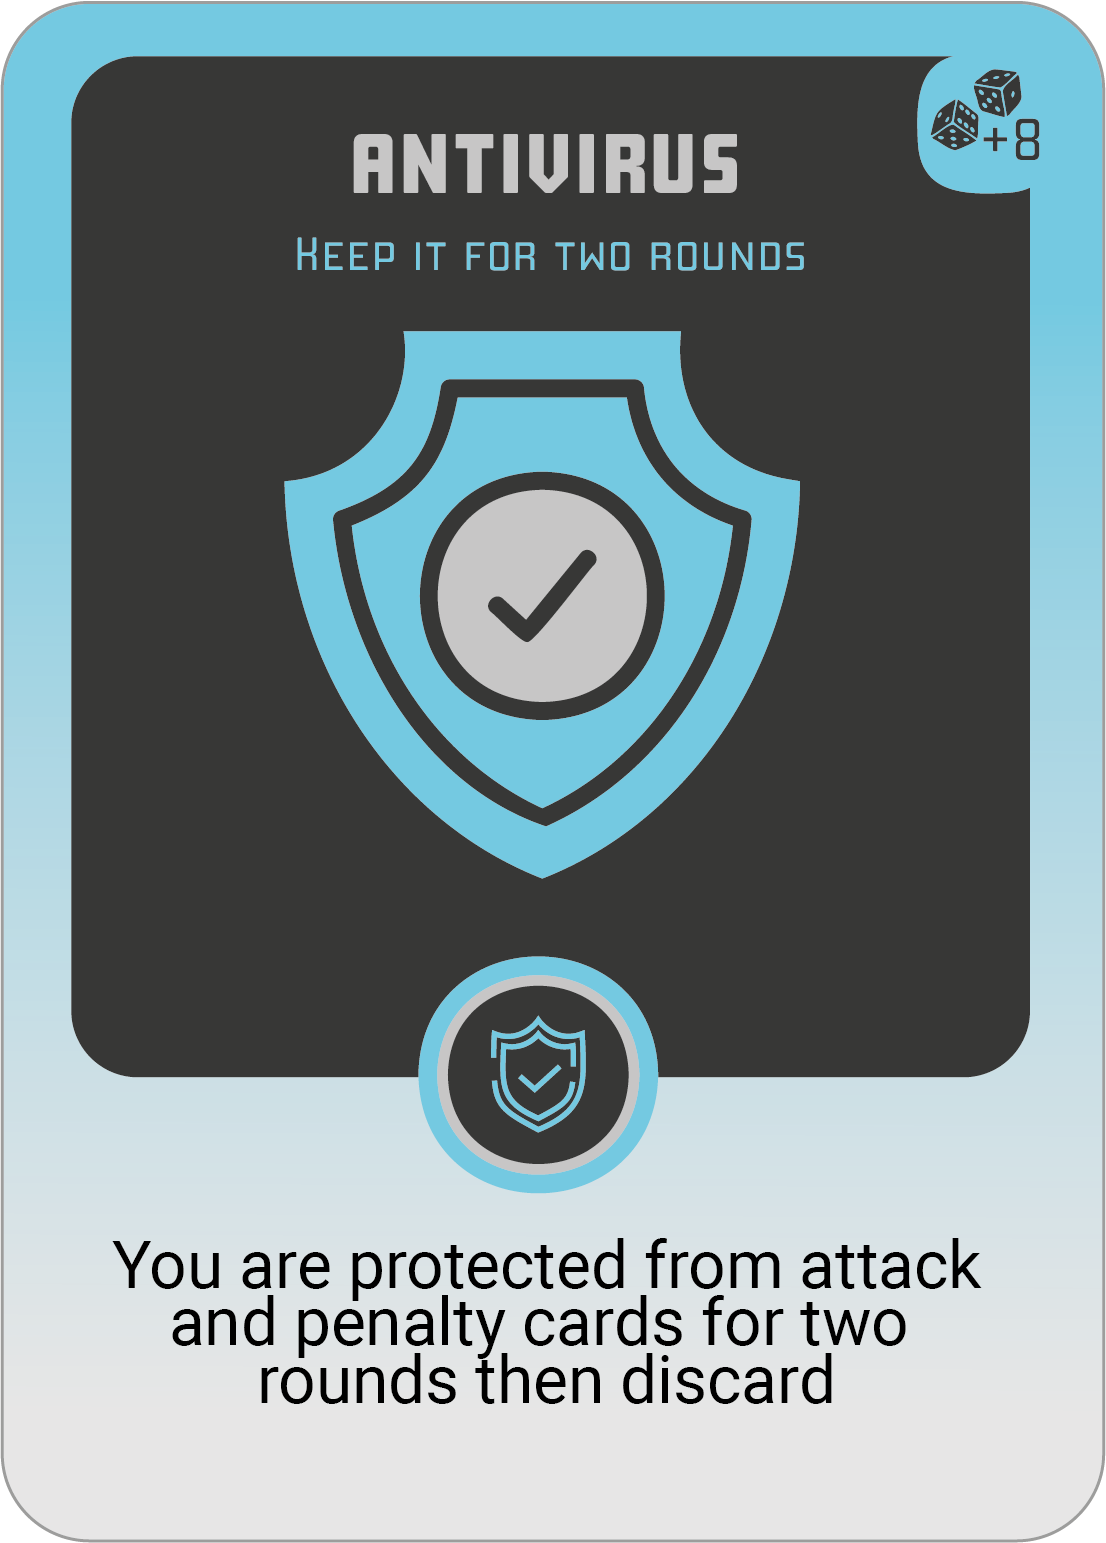 +8
ANTIVIRUS
KEEP IT FOR TWO ROUNDS
You are protected from attack
and penalty cards for two
rounds then discard